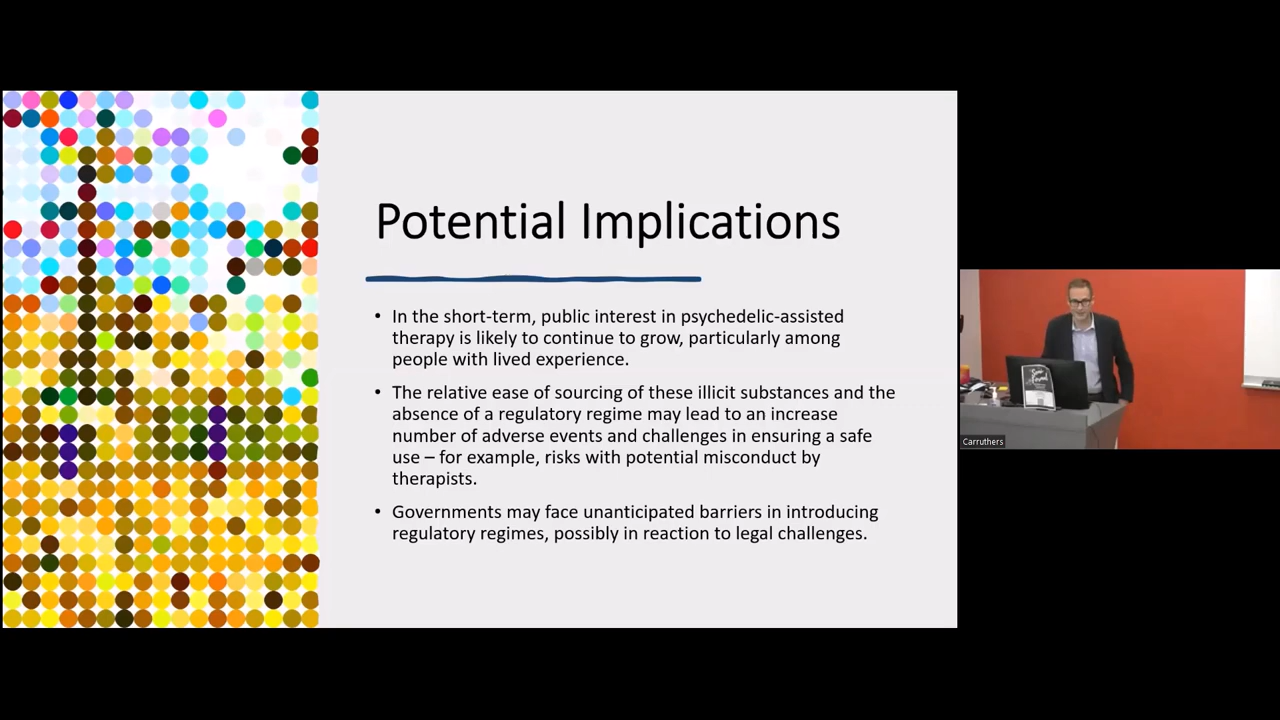 Potential Implications
• In the short-term, public interest in psychedelic-assisted
therapy is likely to continue to grow, particularly among
people with lived experience.
• The relative ease of sourcing of these illicit substances and the
absence of a regulatory regime may lead to an increase
number of adverse events and challenges in ensuring a safe
use – for example, risks with potential misconduct by
therapists.
• Governments may face unanticipated barriers in introducing
regulatory regimes, possibly in reaction to legal challenges.
Carruthers